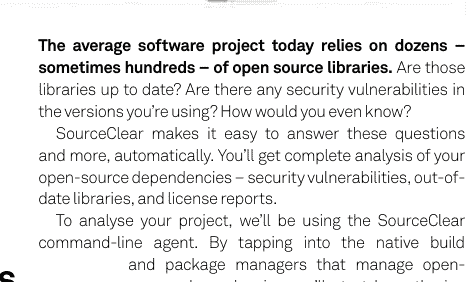 The average software project today relies on dozens –
sometimes hundreds – of open source libraries. Are those
libraries up to date? Are there any security vulnerabilities in
the versions you're using? How would you even know?
SourceClear makes it easy to answer these questions
and more, automatically. You'll get complete analysis of your
open-source dependencies – security vulnerabilities, out-of-
date libraries, and license reports.
To analyse your project, we'll be using the SourceClear
command-line agent. By tapping into the native build
and package managers that manage open-